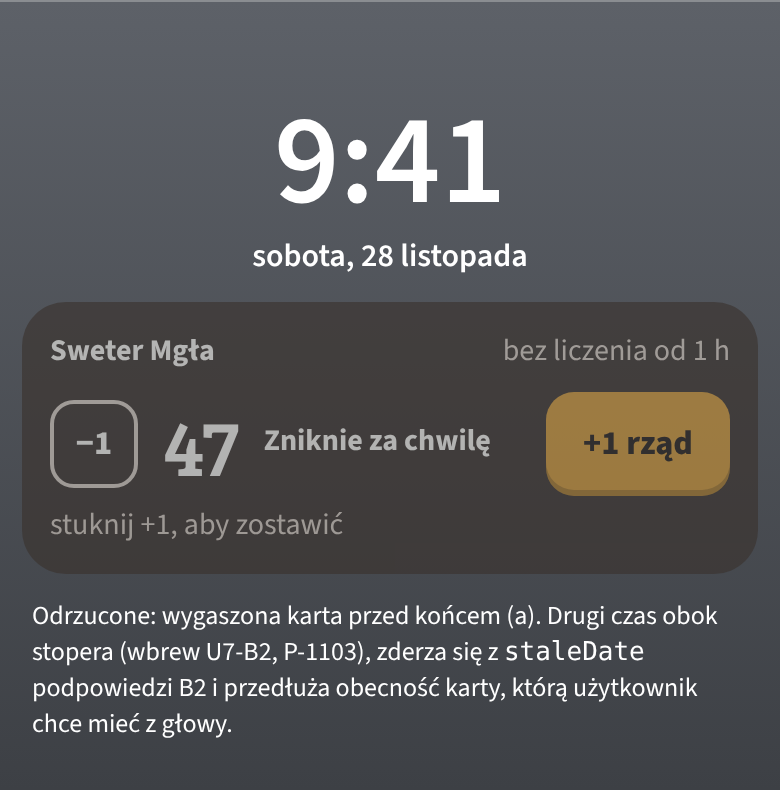 9:41
sobota, 28 listopada
Sweter Mgła
bez liczenia od 1 h
−1
47
Zniknie za chwilę
+1 rząd
stuknij +1, aby zostawić
Odrzucone: wygaszona karta przed końcem (a). Drugi czas obok
stopera (wbrew U7-B2, P-1103), zderza się z staleDate
podpowiedzi B2 i przedłuża obecność karty, którą użytkownik
chce mieć z głowy.